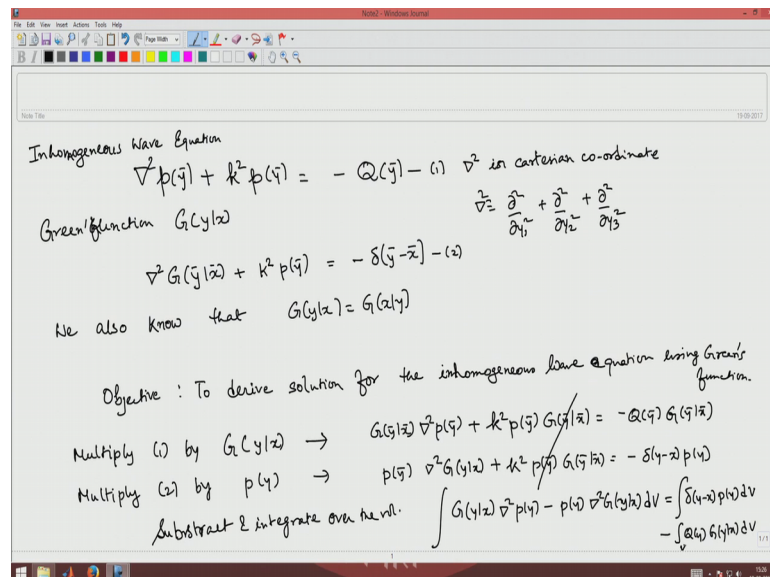 Note2 - Windows Journal
File Edit View Insert Actions Tools Help
Page Width
B I
Note Title
19-09-2017
Inhomogeneous Wave Equation
∇²p(ȳ) + k²p(ȳ) = - Q(ȳ) — (1) ∇² in cartesian co-ordinate
∇² = ∂²/∂y₁² + ∂²/∂y₂² + ∂²/∂y₃²
Green's function G(y|x)
∇²G(ȳ|x̄) + k²p(ȳ) = - δ(ȳ-x̄) — (2)
We also know that G(y|x) = G(x|y)
Objective : To derive solution for the inhomogeneous wave equation using Green's
function.
Multiply (1) by G(y|x) → G(ȳ|x̄) ∇²p(ȳ) + k²p(ȳ) G(ȳ|x̄) = -Q(ȳ) G(ȳ|x̄)
Multiply (2) by p(y) → p(ȳ) ∇²G(y|x) + k² p(ȳ) G(ȳ|x̄) = - δ(y-x) p(y)
Substract & integrate over the vol. ∫ G(y|x) ∇²p(y) - p(y) ∇²G(y|x) dV = ∫ δ(y-x) p(y) dV
- ∫ᵥ Q(y) G(y|x) dV
1/1
1
15:26